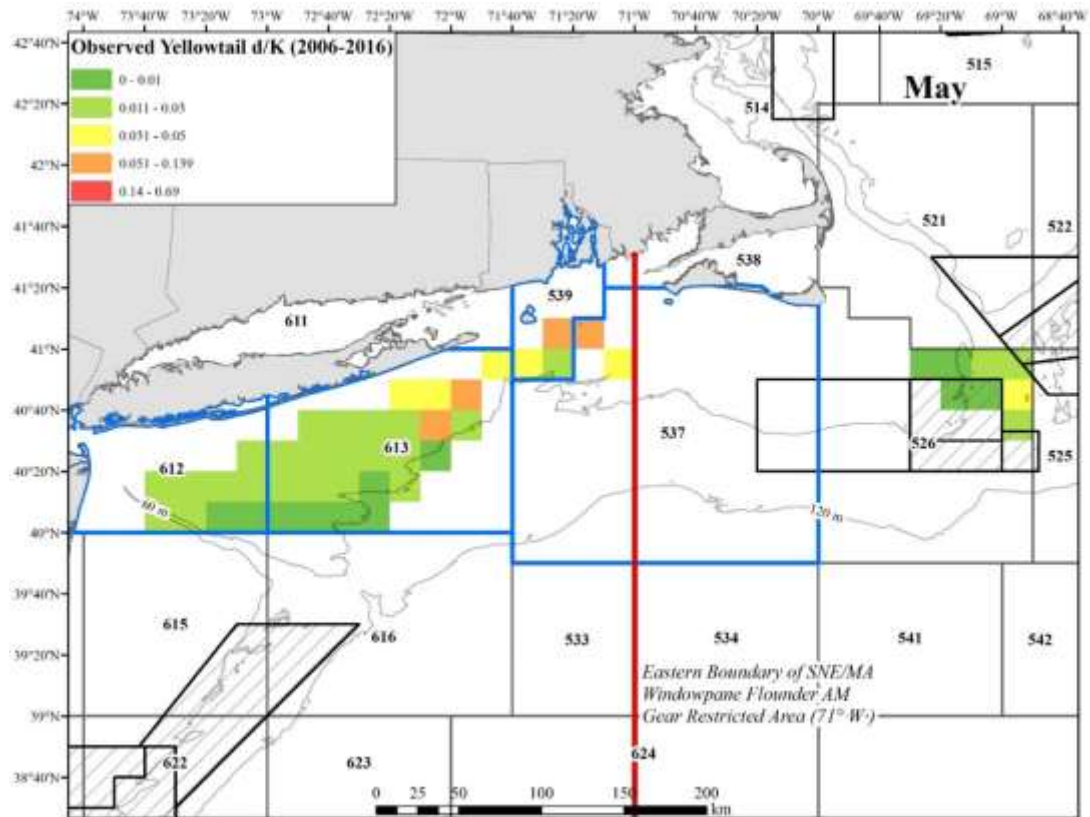 74°W 73°20'W 72°40'W 72°20'W 71°40'W 71°20'W 71°W 70°40'W 70°20'W 70°W 69°40'W 69°20'W 69°W 68°40'W
42°40'N
Observed Yellowtail d/K (2006-2016)
0 - 0.01
0.011 - 0.03
0.031 - 0.05
0.051 - 0.139
0.14 - 0.69
May
515
514
42°20'N
42°N
41°40'N
521
522
538
41°20'N
539
611
41°N
40°40'N
537
613
526
525
612
40°20'N
60 m
120 m
40°N
39°40'N
615
616
533
534
541
542
39°20'N
Eastern Boundary of SNE/MA
Windowpane Flounder AM
Gear Restricted Area (71° W)
39°N
622
623
624
38°40'N
0 25 50 100 150 200
km